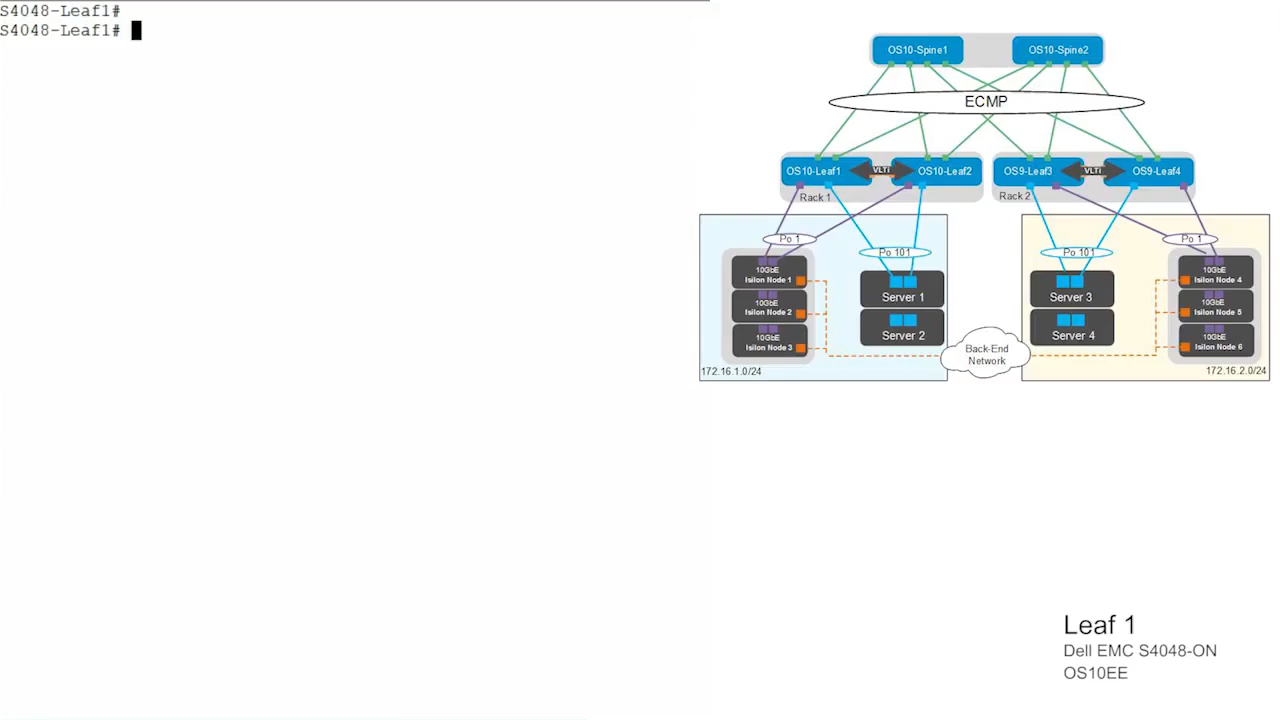 S4048-Leaf1#
S4048-Leaf1#
OS10-Spine1
OS10-Spine2
ECMP
OS10-Leaf1
VLTi
OS10-Leaf2
OS9-Leaf3
VLTi
OS9-Leaf4
Rack 1
Rack 2
Po 1
Po 101
Po 101
Po 1
10GbE
Isilon Node 1
10GbE
Isilon Node 2
10GbE
Isilon Node 3
Server 1
Server 2
Server 3
Server 4
10GbE
Isilon Node 4
10GbE
Isilon Node 5
10GbE
Isilon Node 6
Back-End
Network
172.16.1.0/24
172.16.2.0/24
Leaf 1
Dell EMC S4048-ON
OS10EE